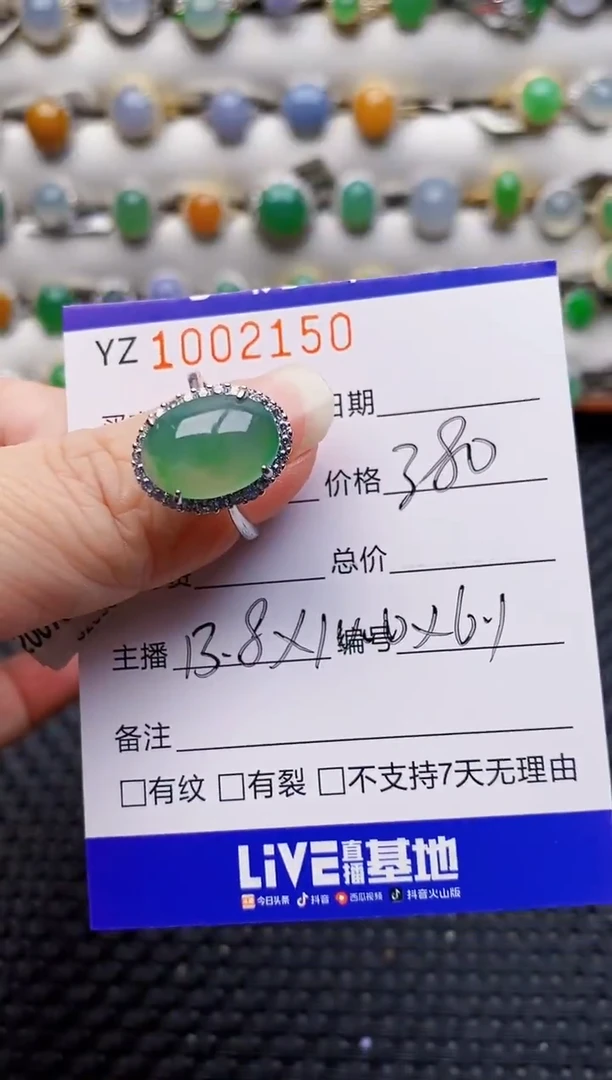 YZ 1002150
日期
价格 380
总价
主播 13.8X1 编号 X6.1
备注
□有纹 □有裂 □不支持7天无理由
LiVE直播基地
今日头条 抖音 西瓜视频 抖音火山版